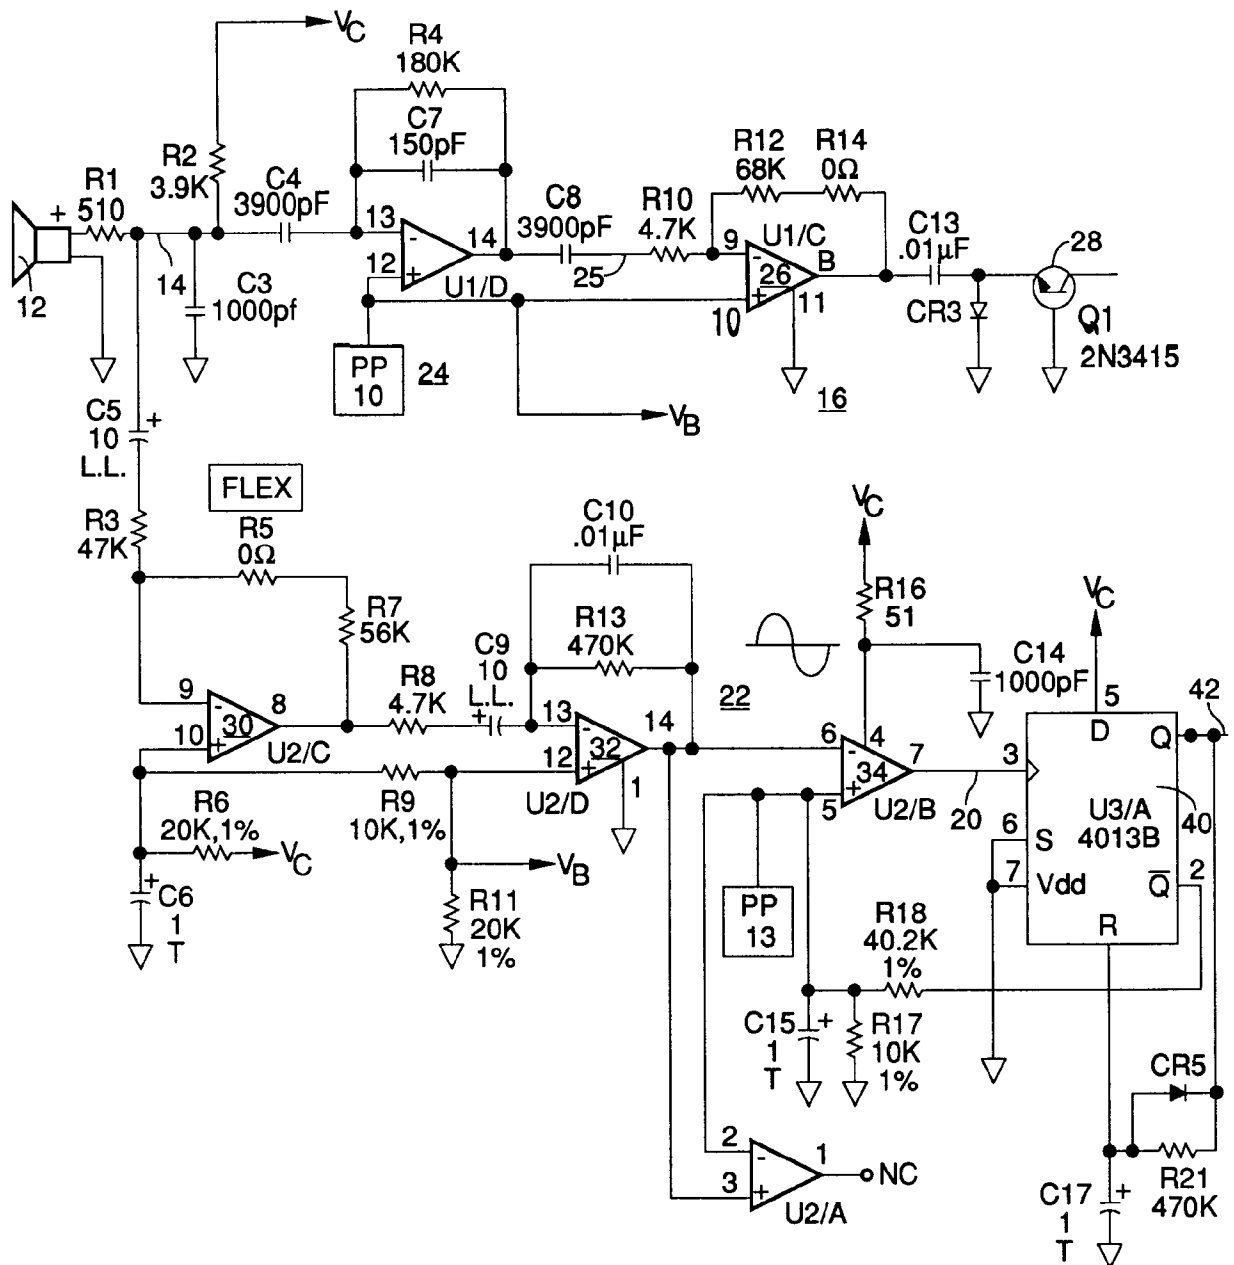 VC
R4
180K
C7
150pF
R2
3.9K
R1
510
+
C4
3900pF
13
-
12
+
14
U1/D
C8
3900pF
25
R10
4.7K
R12
68K
R14
0Ω
9
U1/C
-
26
+
B
10
11
C13
.01µF
28
CR3
Q1
2N3415
12
14
C3
1000pf
PP
10
24
VB
16
C5
10
L.L.
+
FLEX
R3
47K
R5
0Ω
R7
56K
C10
.01µF
R13
470K
C9
10
L.L.
+
R8
4.7K
9
-
30
10
+
8
U2/C
13
-
32
12
+
14
1
U2/D
22
VC
R16
51
C14
1000pF
6
-
4
34
+
5
7
U2/B
20
VC
5
D
3
Q
42
U3/A
4013B
40
6
S
7
Vdd
Q̅
2
R
R6
20K,1%
VC
R9
10K,1%
VB
+
C6
1
T
R11
20K
1%
PP
13
R18
40.2K
1%
C15
1
T
+
R17
10K
1%
CR5
R21
470K
C17
1
T
+
2
-
3
+
1
NC
U2/A